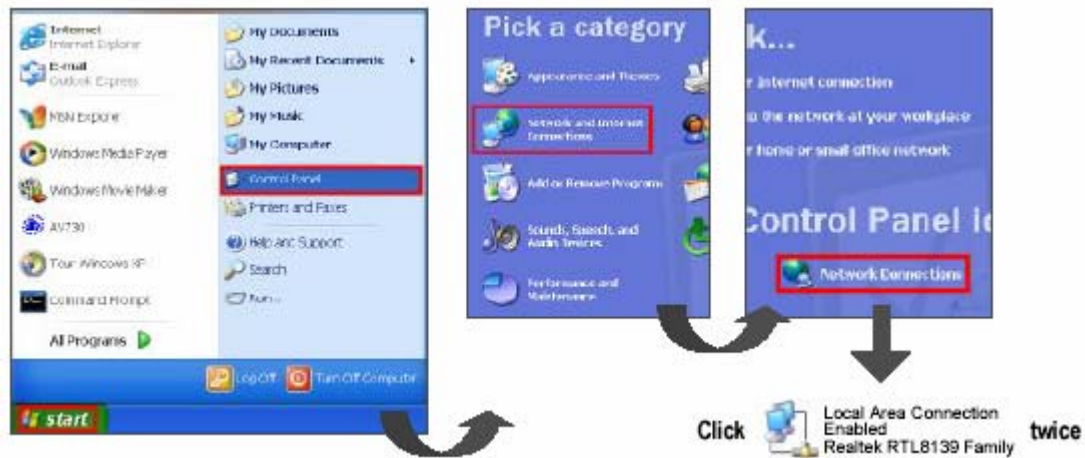 Internet
Internet Explorer
E-mail
Outlook Express
MSN Explorer
Windows Media Player
Windows Movie Maker
AV730
Tour Windows XP
Command Prompt
All Programs
My Documents
My Recent Documents
My Pictures
My Music
My Computer
Control Panel
Printers and Faxes
Help and Support
Search
Run...
Log Off
Turn Off Computer
start
Pick a category
Appearance and Themes
Network and Internet
Connections
Add or Remove Programs
Sounds, Speech, and
Audio Devices
Performance and
Maintenance
k...
r Internet connection
o the network at your workplace
r home or small office network
Control Panel ic
Network Connections
Click
Local Area Connection
Enabled
Realtek RTL8139 Family
twice